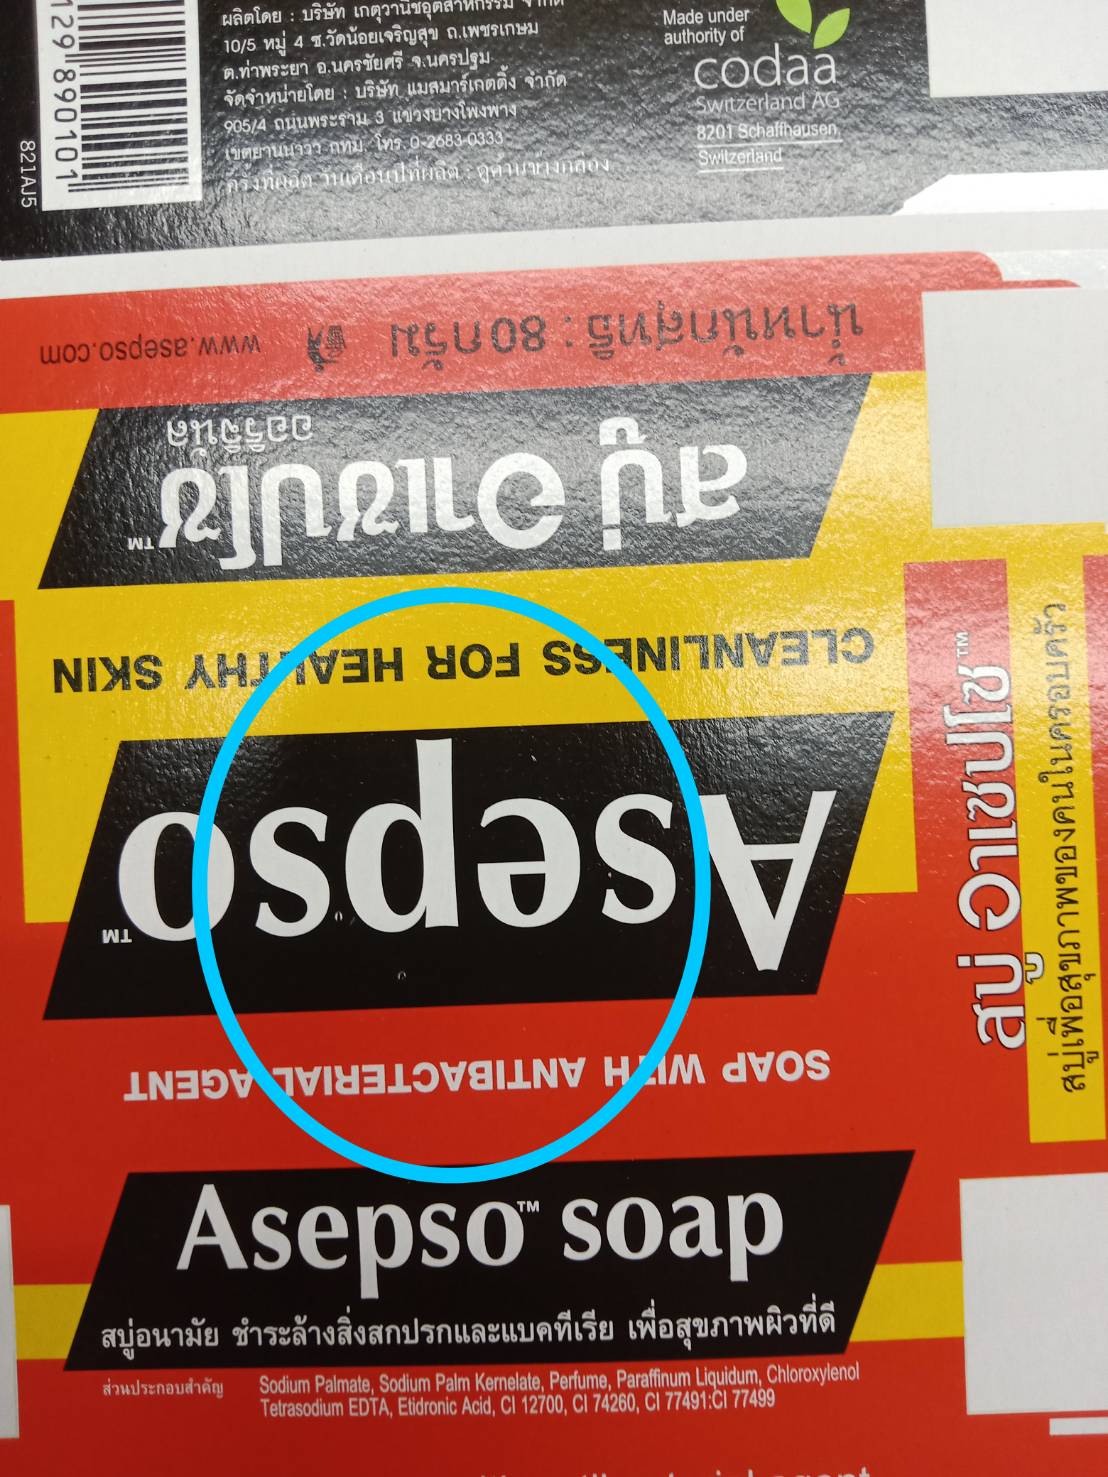 129 890101
821AJ5
ผลิตโดย : บริษัท เกตุวานิชอุตสาหกรรม จำกัด
10/5 หมู่ 4 ซ.วัดน้อยเจริญสุข ถ.เพชรเกษม
ต.ท่าพระยา อ.นครชัยศรี จ.นครปฐม
จัดจำหน่ายโดย : บริษัท แมสมาร์เกตติ้ง จำกัด
905/4 ถนนพระราม 3 แขวงบางโพงพาง
เขตยานนาวา กทม. โทร. 0-2683-0333
ครั้งที่ผลิต วันเดือนปีที่ผลิต : ดูด้านข้างกล่อง
Made under
authority of
codaa
Switzerland AG
8201 Schaffhausen,
Switzerland
น้ำหนักสุทธิ : 80 กรัม
www.asepso.com
สบู่ อาเซปโซ™
ออริจินัล
CLEANLINESS FOR HEALTHY SKIN
Asepso™
SOAP WITH ANTIBACTERIAL AGENT
สบู่ อาเซปโซ™
สบู่เพื่อสุขภาพของคนในครอบครัว
Asepso™ soap
สบู่อนามัย ชำระล้างสิ่งสกปรกและแบคทีเรีย เพื่อสุขภาพผิวที่ดี
ส่วนประกอบสำคัญ
Sodium Palmate, Sodium Palm Kernelate, Perfume, Paraffinum Liquidum, Chloroxylenol
Tetrasodium EDTA, Etidronic Acid, CI 12700, CI 74260, CI 77491:CI 77499